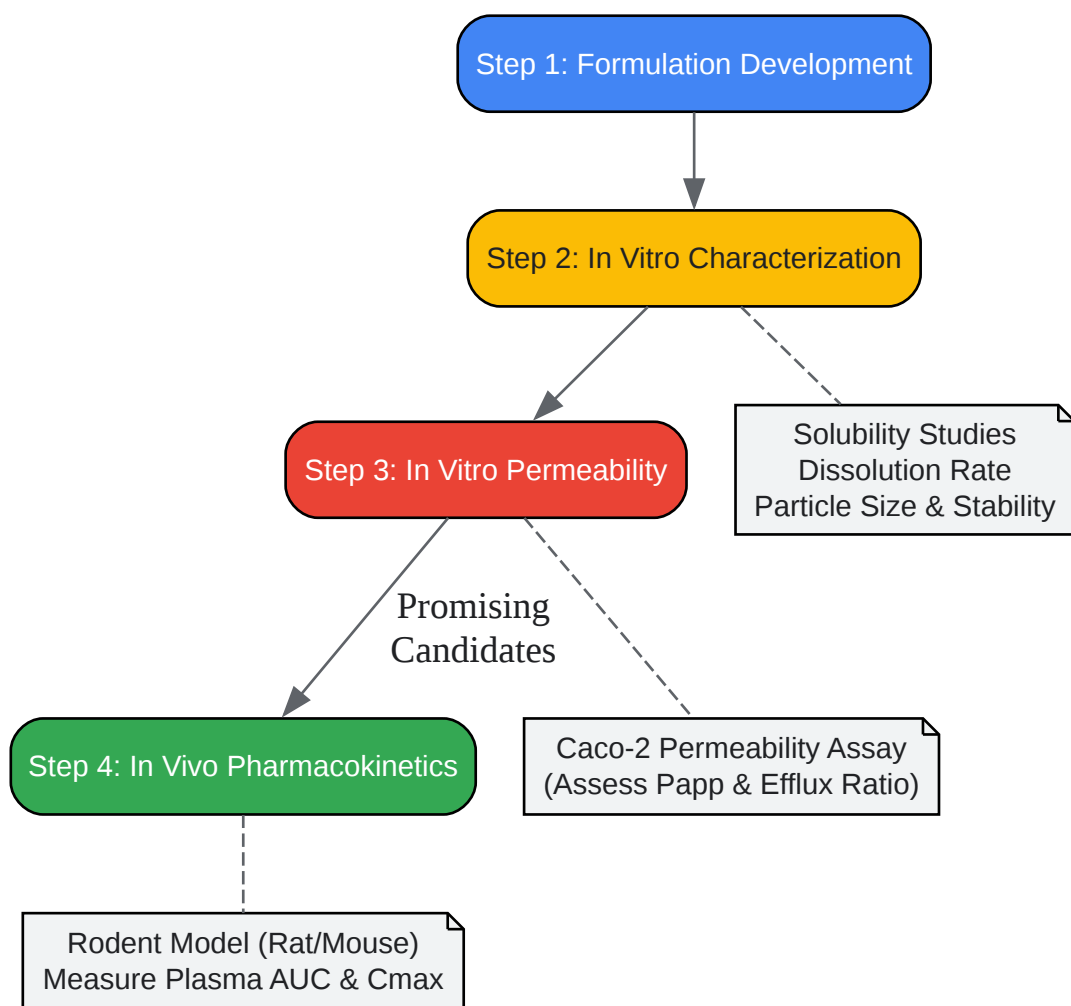 Step 1: Formulation Development
Step 2: In Vitro Characterization
Solubility Studies
Dissolution Rate
Particle Size & Stability
Step 3: In Vitro Permeability
Promising
Candidates
Caco-2 Permeability Assay
(Assess Papp & Efflux Ratio)
Step 4: In Vivo Pharmacokinetics
Rodent Model (Rat/Mouse)
Measure Plasma AUC & Cmax